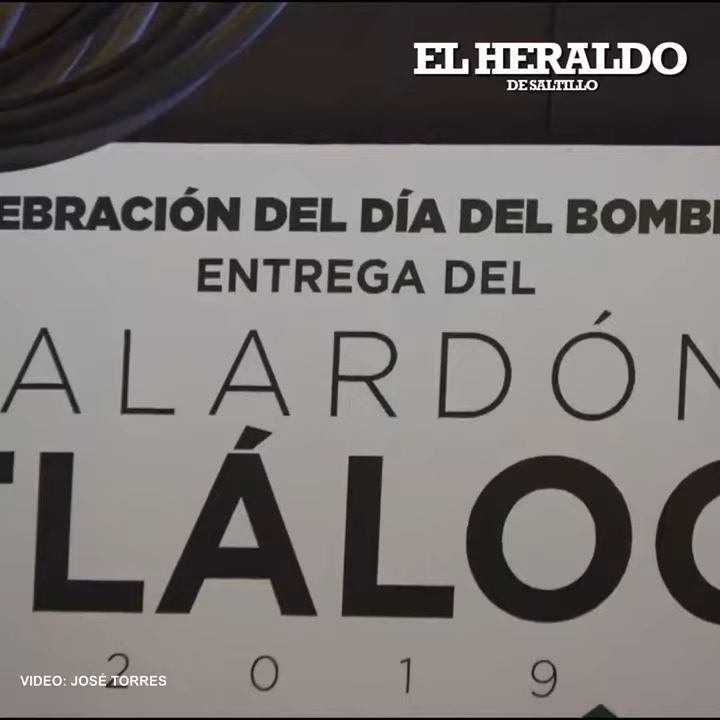 EL HERALDO
DE SALTILLO
EBRACIÓN DEL DÍA DEL BOMB
ENTREGA DEL
ALARDÓN
TLÁLOC
2019
VIDEO: JOSÉ TORRES